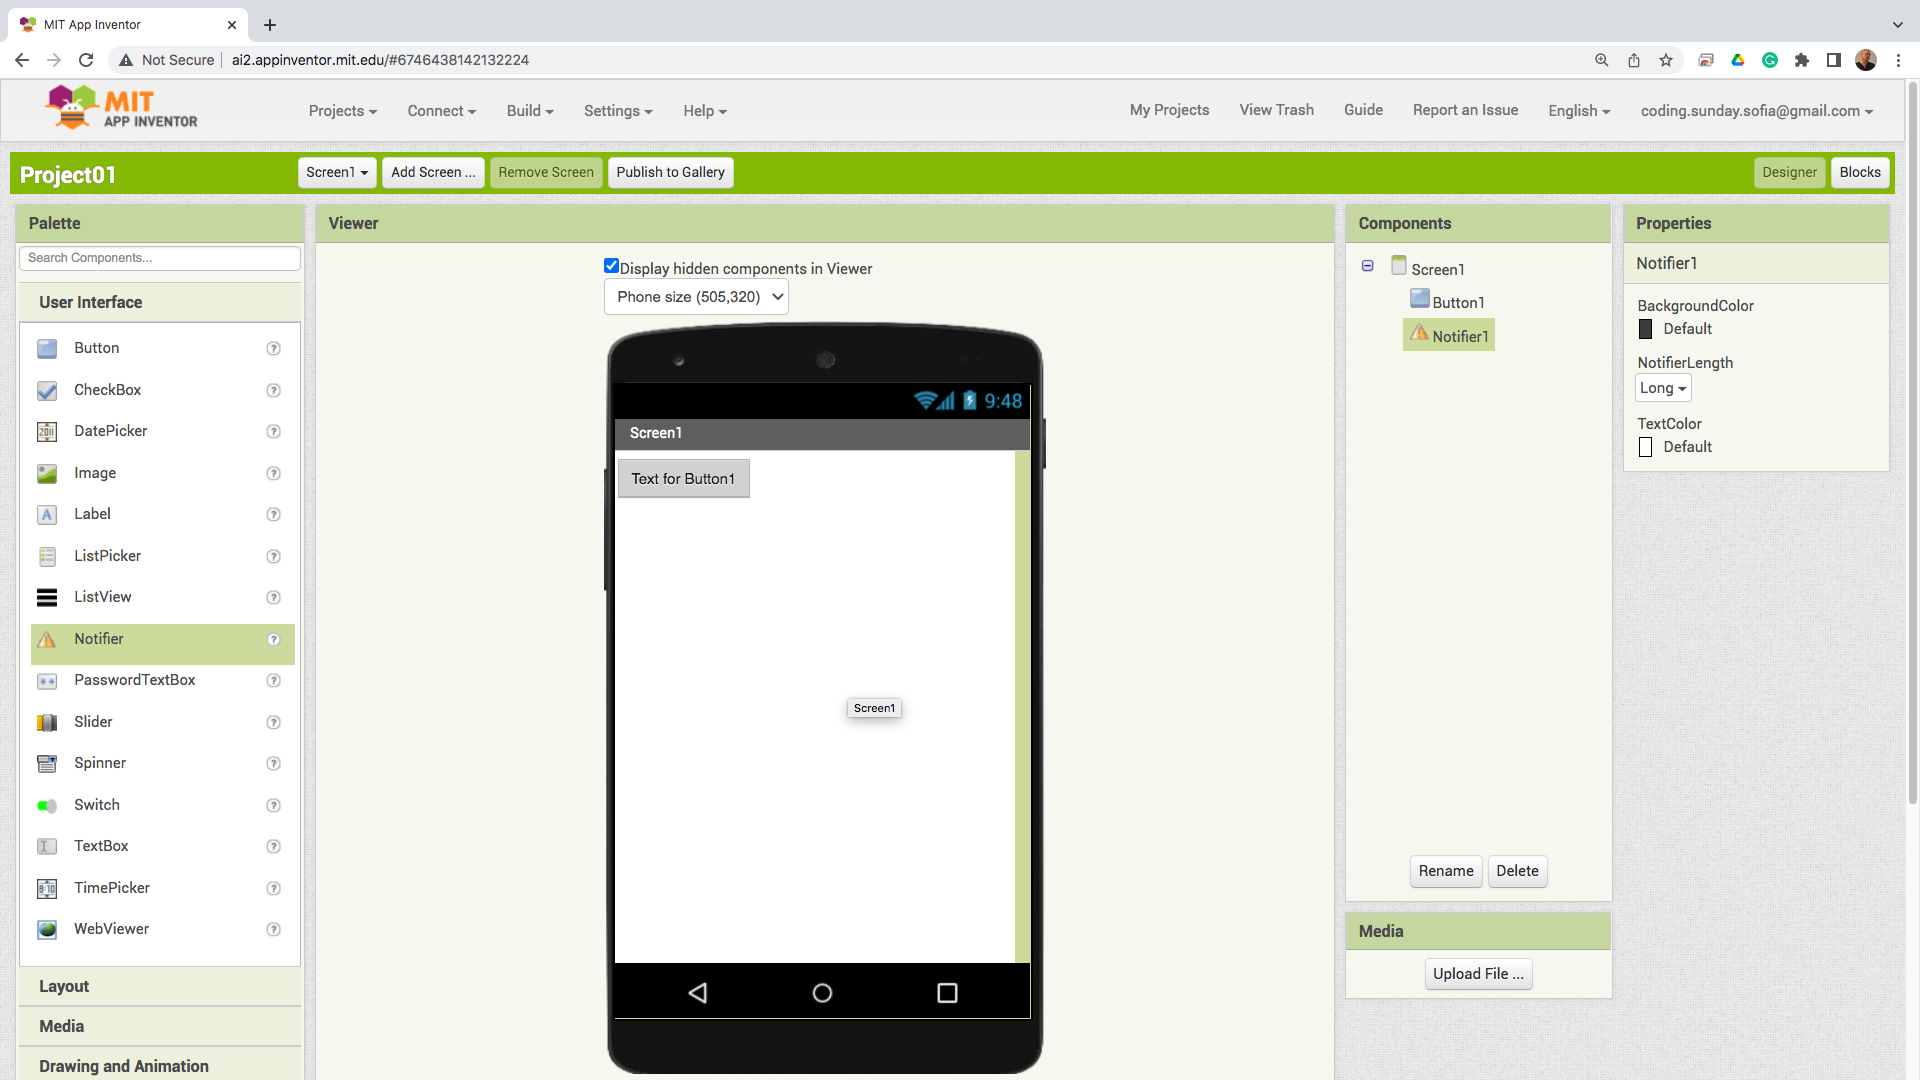 MIT App Inventor
Not Secure
ai2.appinventor.mit.edu/#6746438142132224
MIT
APP INVENTOR
Projects
Connect
Build
Settings
Help
My Projects
View Trash
Guide
Report an Issue
English
coding.sunday.sofia@gmail.com
Project01
Screen1
Add Screen ...
Remove Screen
Publish to Gallery
Designer
Blocks
Palette
Search Components...
User Interface
Button
CheckBox
DatePicker
Image
Label
ListPicker
ListView
Notifier
PasswordTextBox
Slider
Spinner
Switch
TextBox
TimePicker
WebViewer
Layout
Media
Drawing and Animation
Viewer
Display hidden components in Viewer
Phone size (505,320)
9:48
Screen1
Text for Button1
Screen1
Components
Screen1
Button1
Notifier1
Rename
Delete
Media
Upload File ...
Properties
Notifier1
BackgroundColor
Default
NotifierLength
Long
TextColor
Default